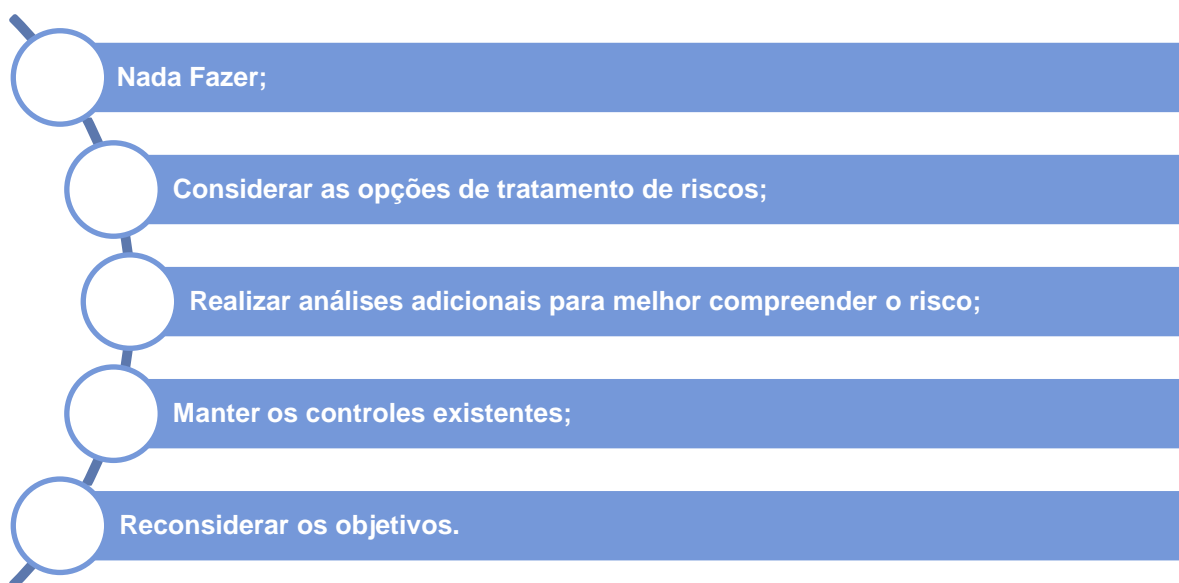 Nada Fazer;
Considerar as opções de tratamento de riscos;
Realizar análises adicionais para melhor compreender o risco;
Manter os controles existentes;
Reconsiderar os objetivos.